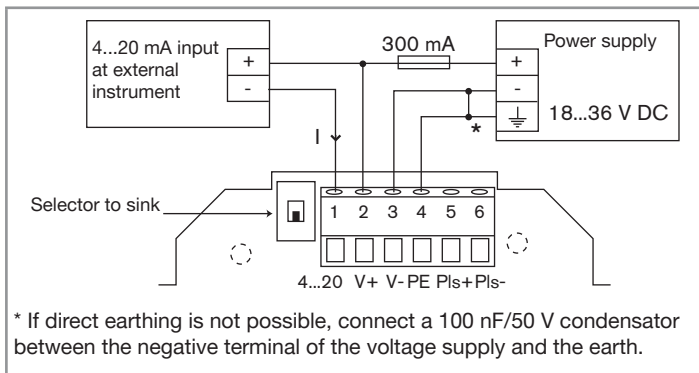 4...20 mA input
at external
instrument
+
-
300 mA
Power supply
+
-
18...36 V DC
*
I
Selector to sink
1 2 3 4 5 6
4...20 V+ V- PE Pls+ Pls-
* If direct earthing is not possible, connect a 100 nF/50 V condensator
between the negative terminal of the voltage supply and the earth.